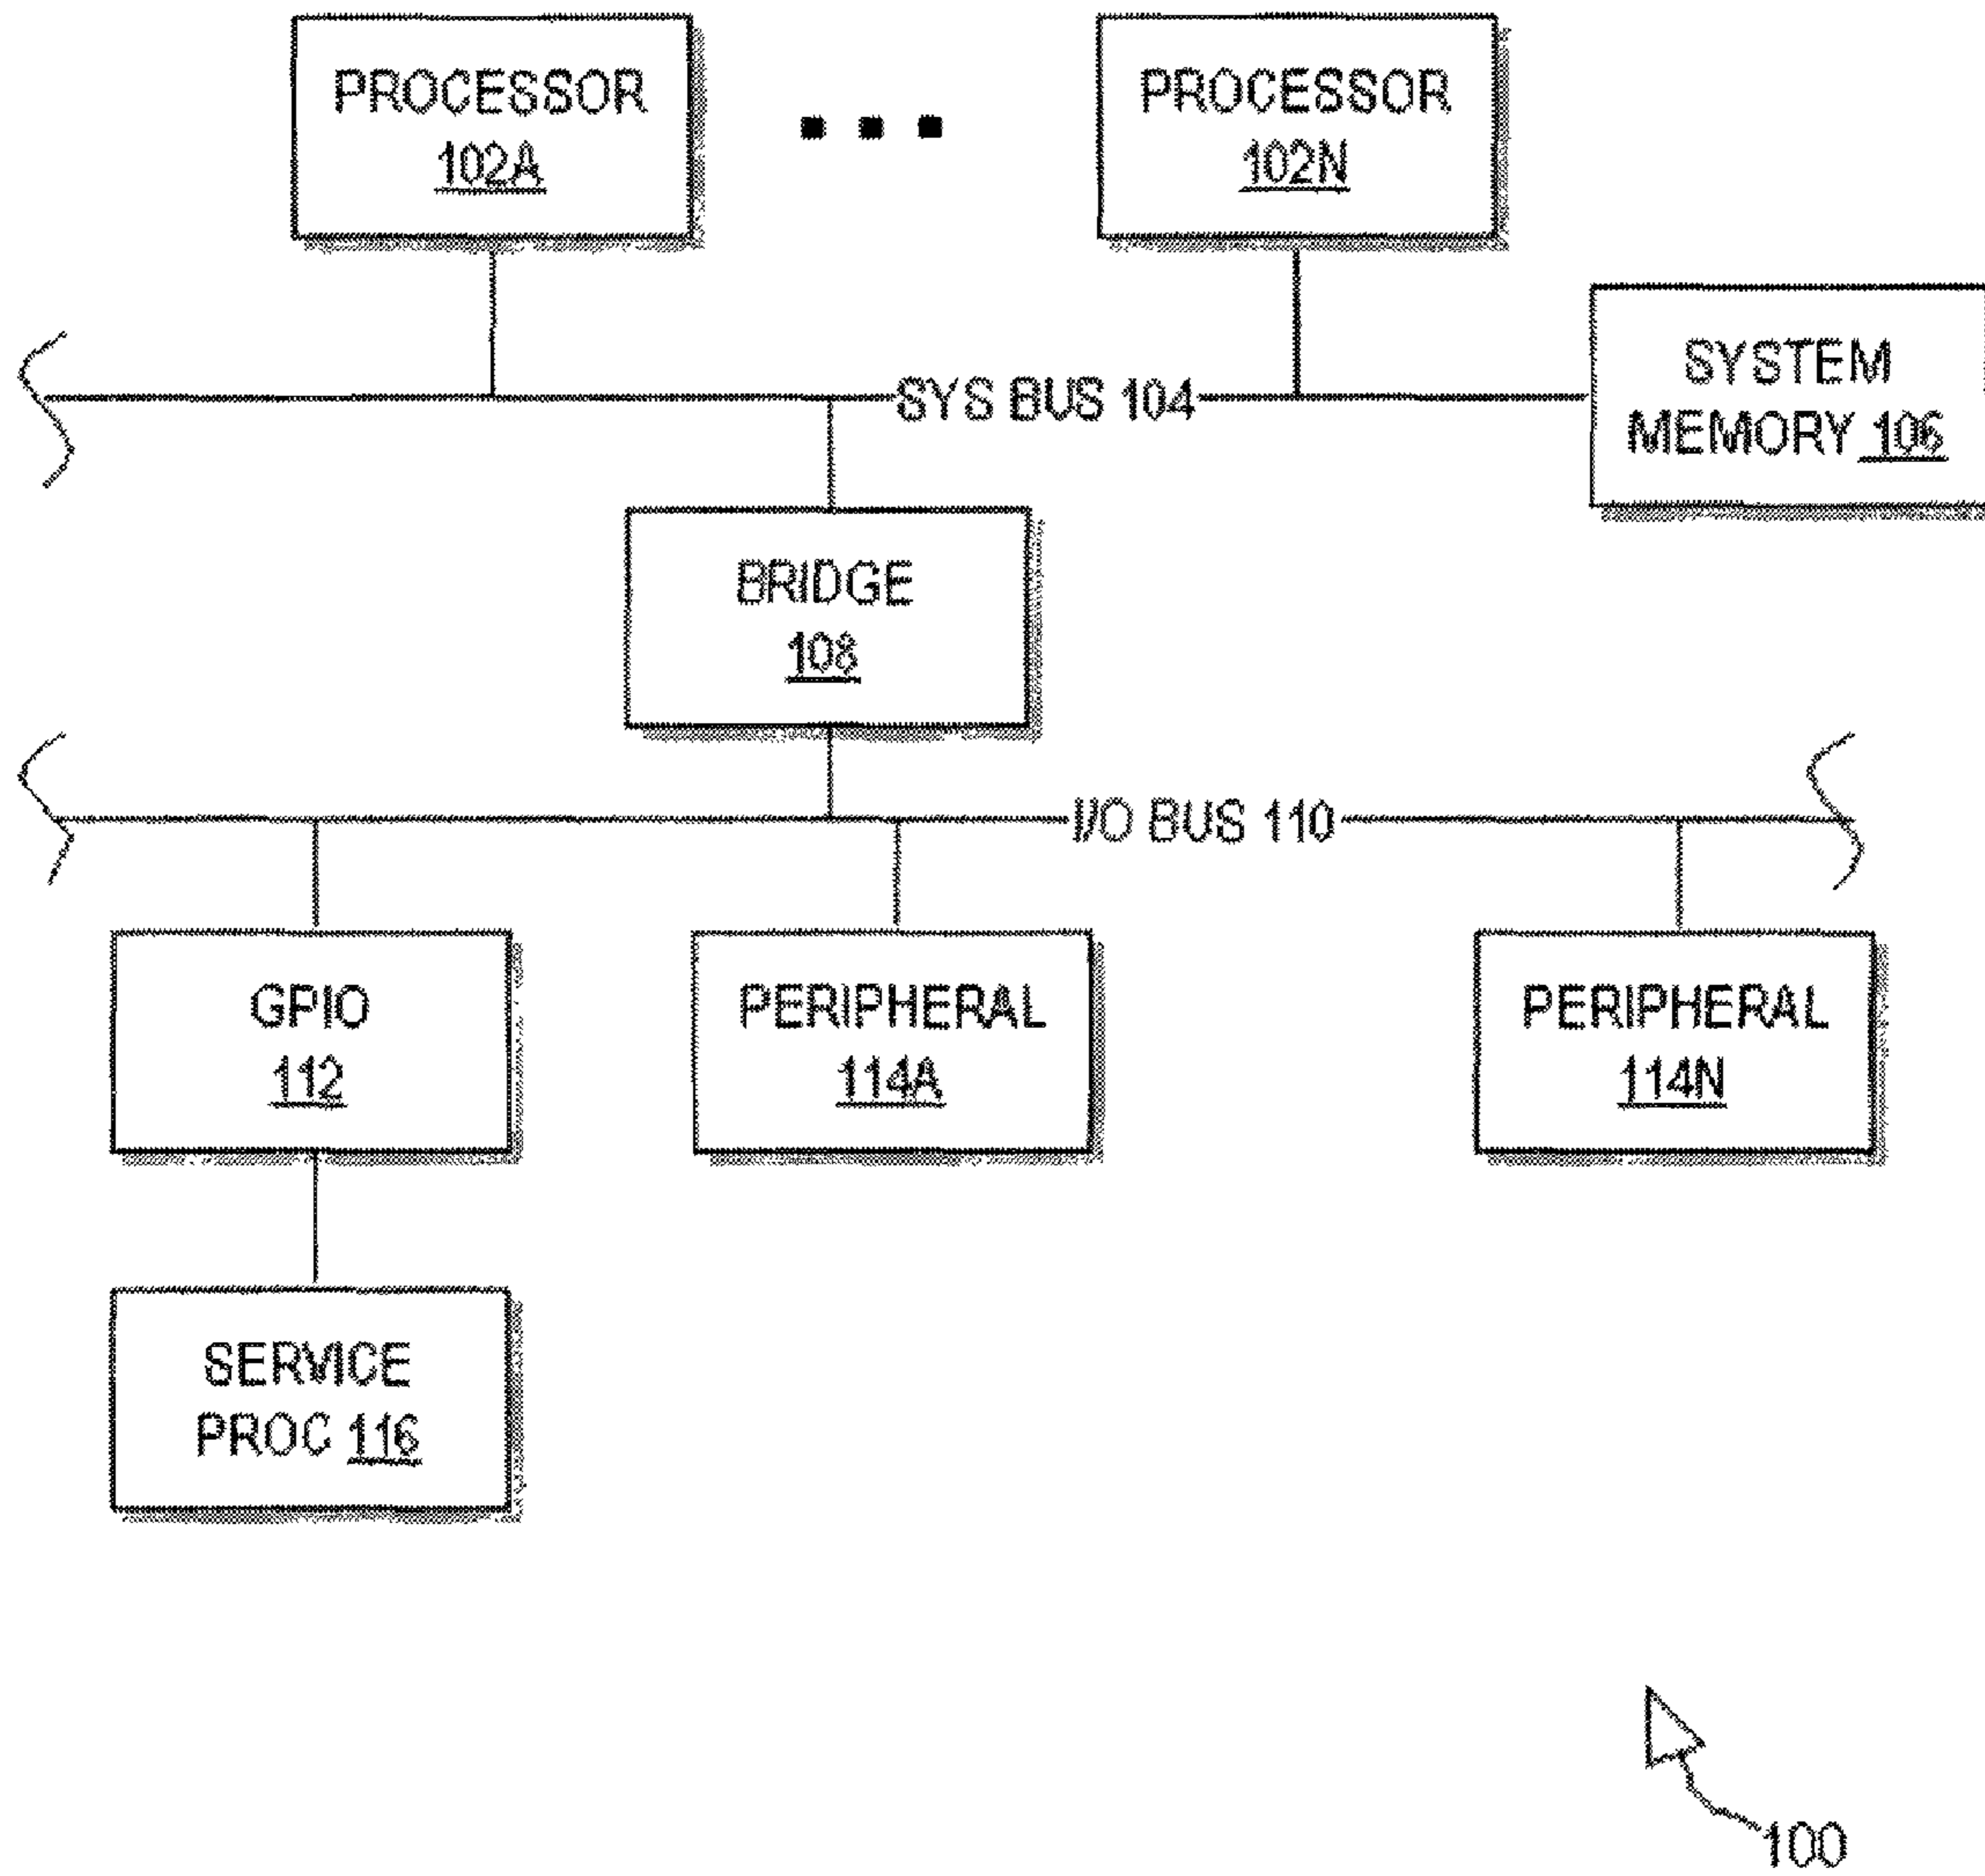 PROCESSOR
102A
PROCESSOR
102N
SYS BUS 104
SYSTEM
MEMORY 106
BRIDGE
108
I/O BUS 110
GPIO
112
PERIPHERAL
114A
PERIPHERAL
114N
SERVICE
PROC 116
100